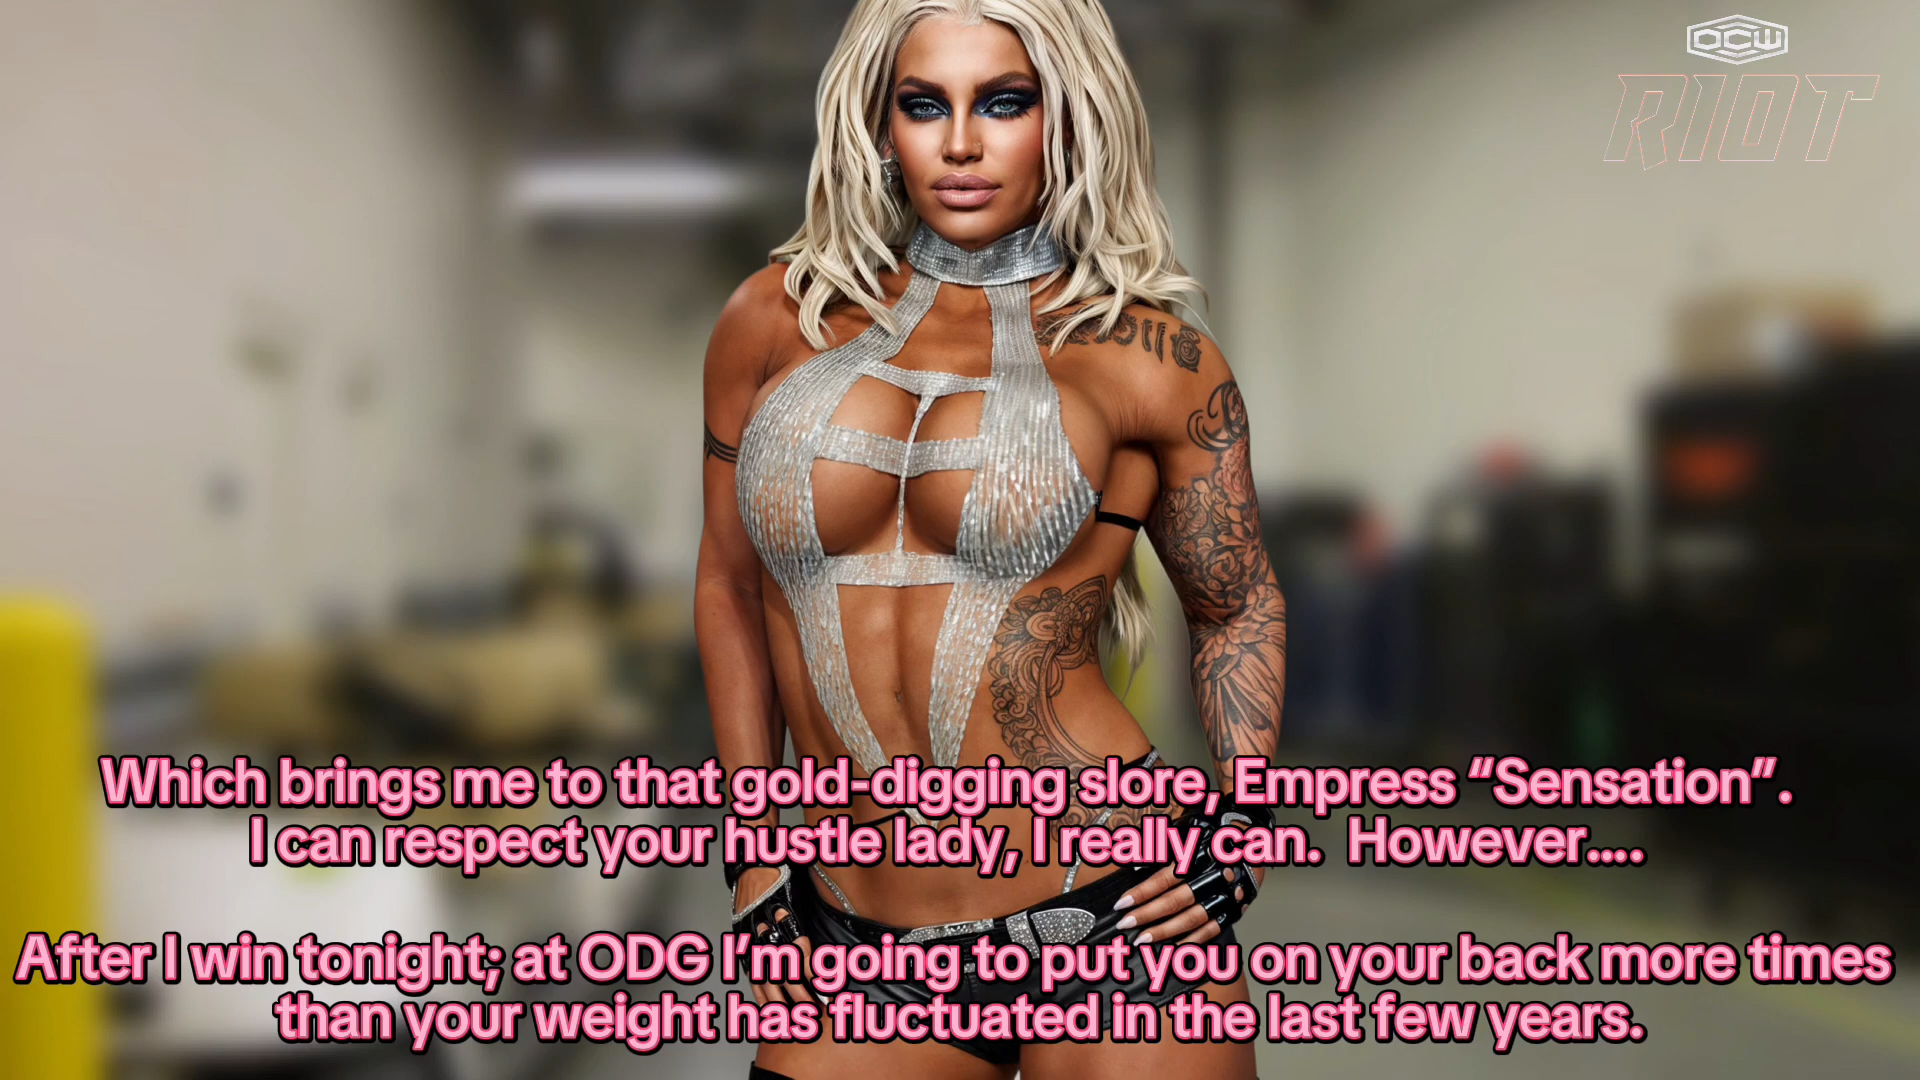 OCW
RIOT
Which brings me to that gold-digging slore, Empress “Sensation”.
I can respect your hustle lady, I really can.  However....
After I win tonight; at ODG I’m going to put you on your back more times
than your weight has fluctuated in the last few years.